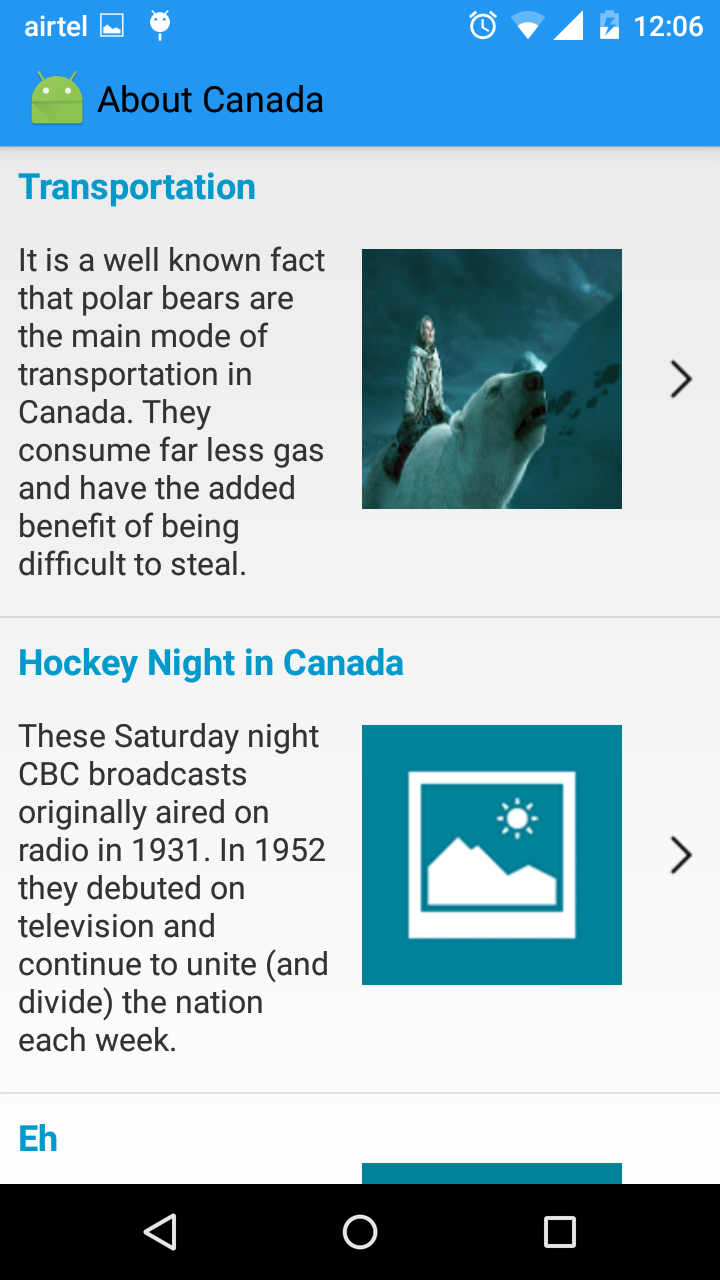 airtel 12:06
About Canada
Transportation
It is a well known fact
that polar bears are
the main mode of
transportation in
Canada. They
consume far less gas
and have the added
benefit of being
difficult to steal.
Hockey Night in Canada
These Saturday night
CBC broadcasts
originally aired on
radio in 1931. In 1952
they debuted on
television and
continue to unite (and
divide) the nation
each week.
Eh